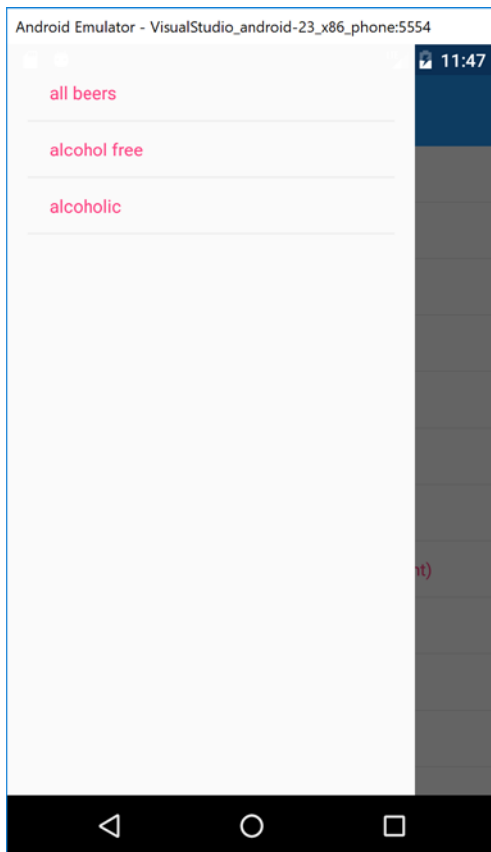 Android Emulator - VisualStudio_android-23_x86_phone:5554
11:47
all beers
alcohol free
alcoholic
nt)